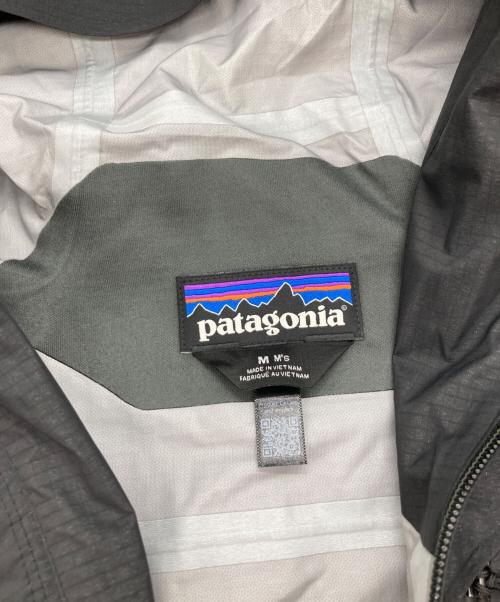 patagonia©
M M's
MADE IN VIETNAM
FABRIQUÉ AU VIETNAM